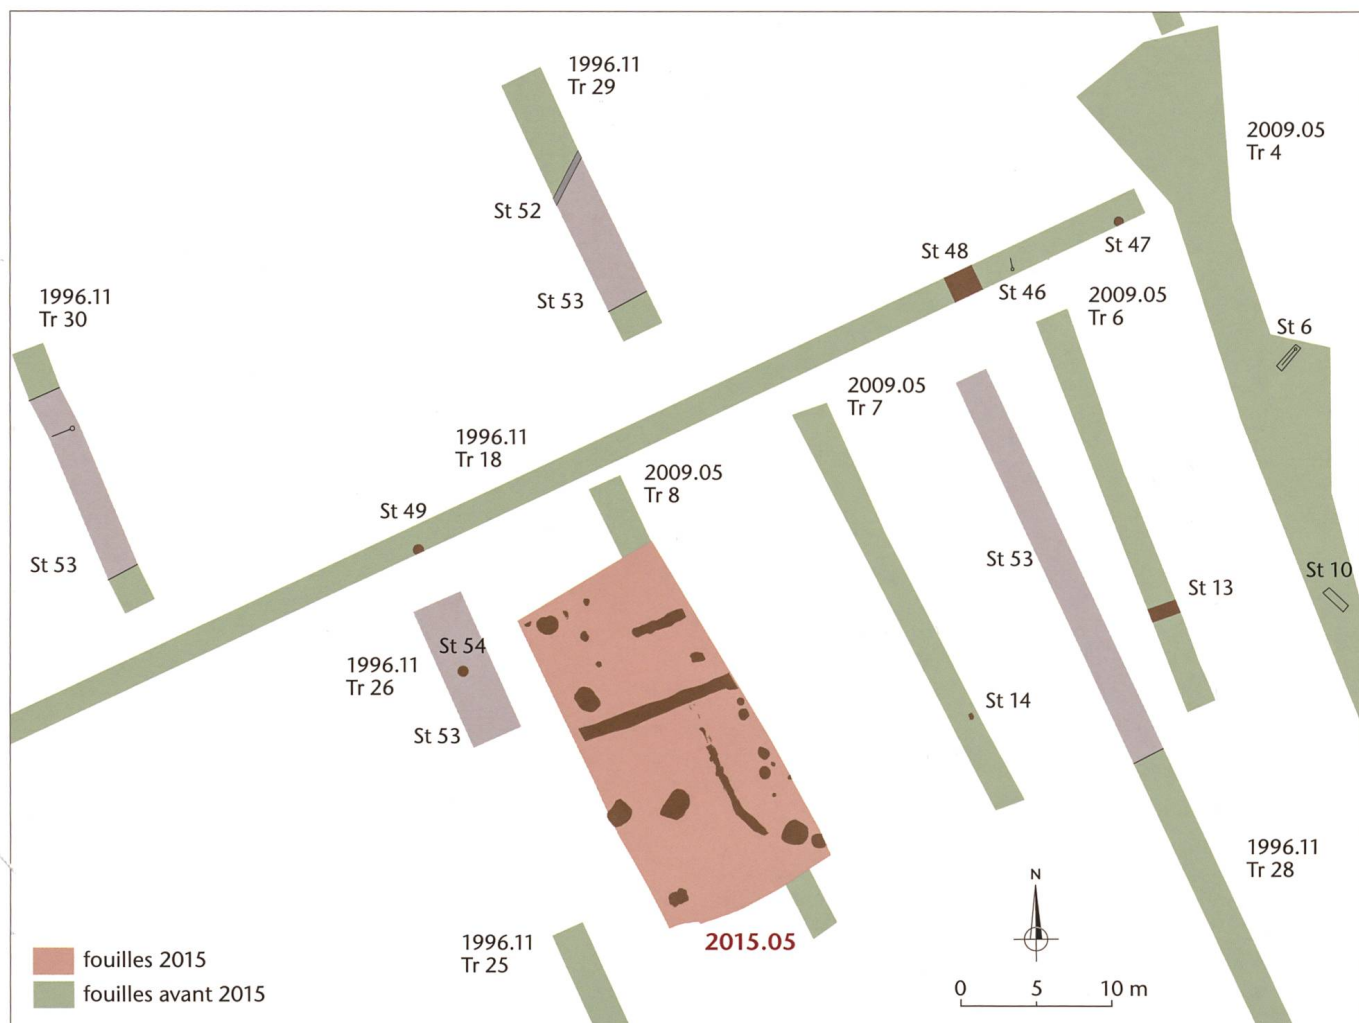 1996.11
Tr 29
2009.05
Tr 4
St 52
St 48
St 47
St 46
St 53
1996.11
Tr 30
2009.05
Tr 6
St 6
2009.05
Tr 7
1996.11
Tr 18
2009.05
Tr 8
St 49
St 53
St 53
St 10
St 13
St 54
1996.11
Tr 26
St 14
St 53
1996.11
Tr 28
N
2015.05
1996.11
Tr 25
fouilles 2015
fouilles avant 2015
0 5 10 m